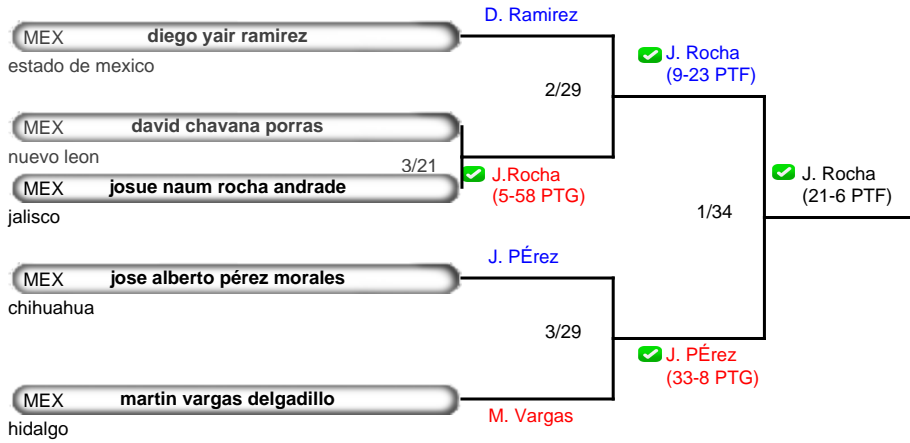 D. Ramirez
MEX diego yair ramirez
estado de mexico
J. Rocha
(9-23 PTF)
2/29
MEX david chavana porras
nuevo leon
3/21
J.Rocha
(5-58 PTG)
MEX josue naum rocha andrade
jalisco
J. Rocha
(21-6 PTF)
1/34
J. PÉrez
MEX jose alberto pérez morales
chihuahua
3/29
J. PÉrez
(33-8 PTG)
MEX martin vargas delgadillo
hidalgo
M. Vargas